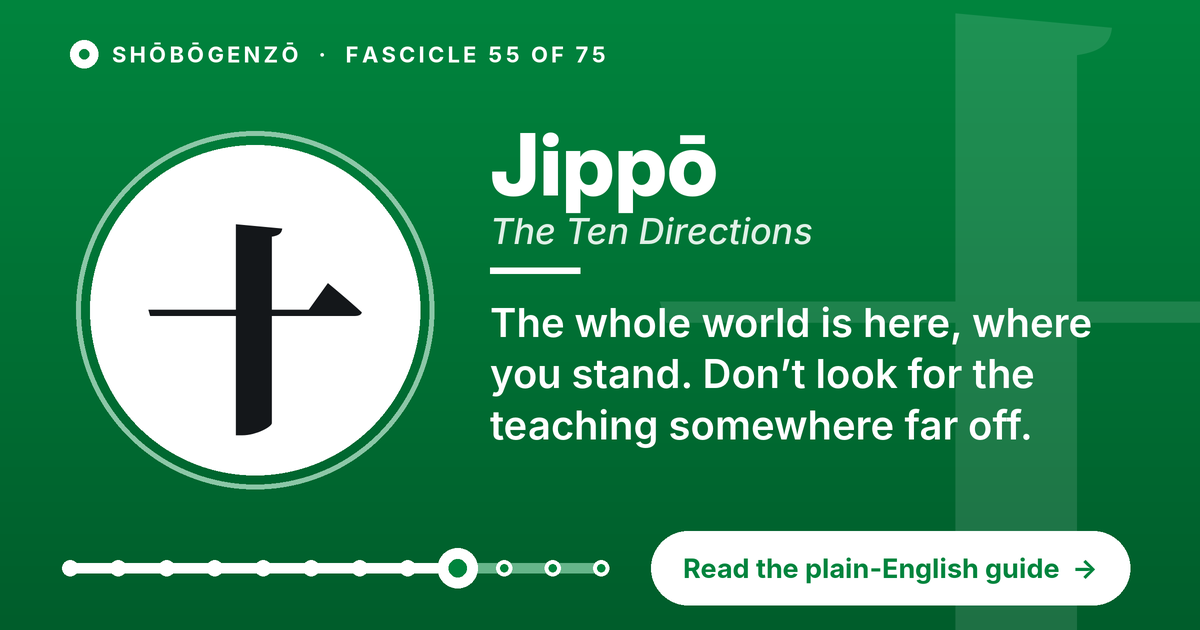 SHŌBŌGENZŌ · FASCICLE 55 OF 75
十
Jippō
The Ten Directions
The whole world is here, where
you stand. Don’t look for the
teaching somewhere far off.
Read the plain-English guide →